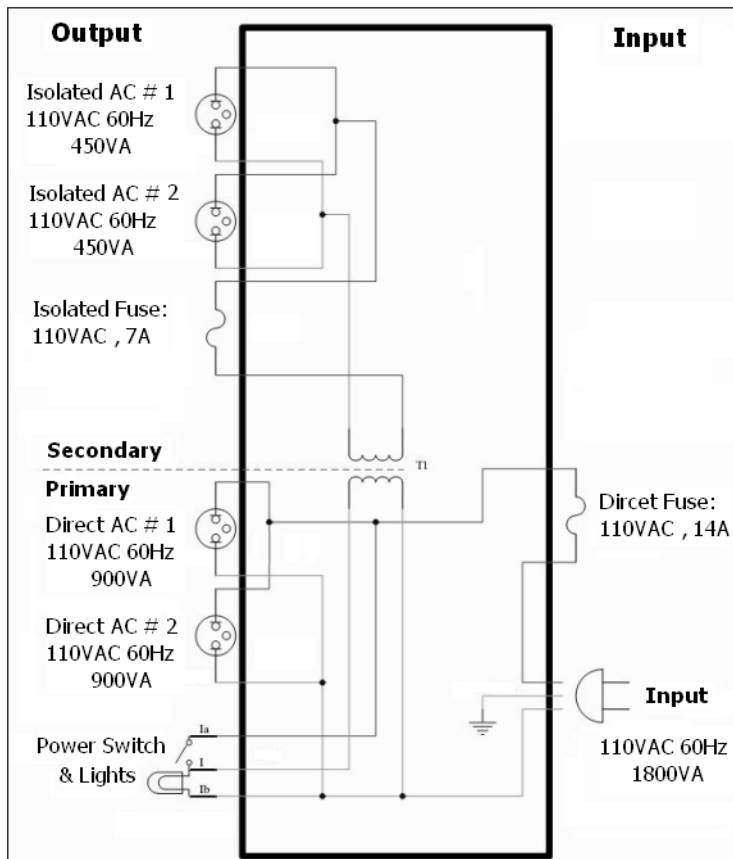 Output
Input
Isolated AC # 1
110VAC 60Hz
450VA
Isolated AC # 2
110VAC 60Hz
450VA
Isolated Fuse:
110VAC , 7A
Secondary
T1
Primary
Direct AC # 1
110VAC 60Hz
900VA
Dircet Fuse:
110VAC , 14A
Direct AC # 2
110VAC 60Hz
900VA
Power Switch
& Lights
Ia
I
Ib
Input
110VAC 60Hz
1800VA